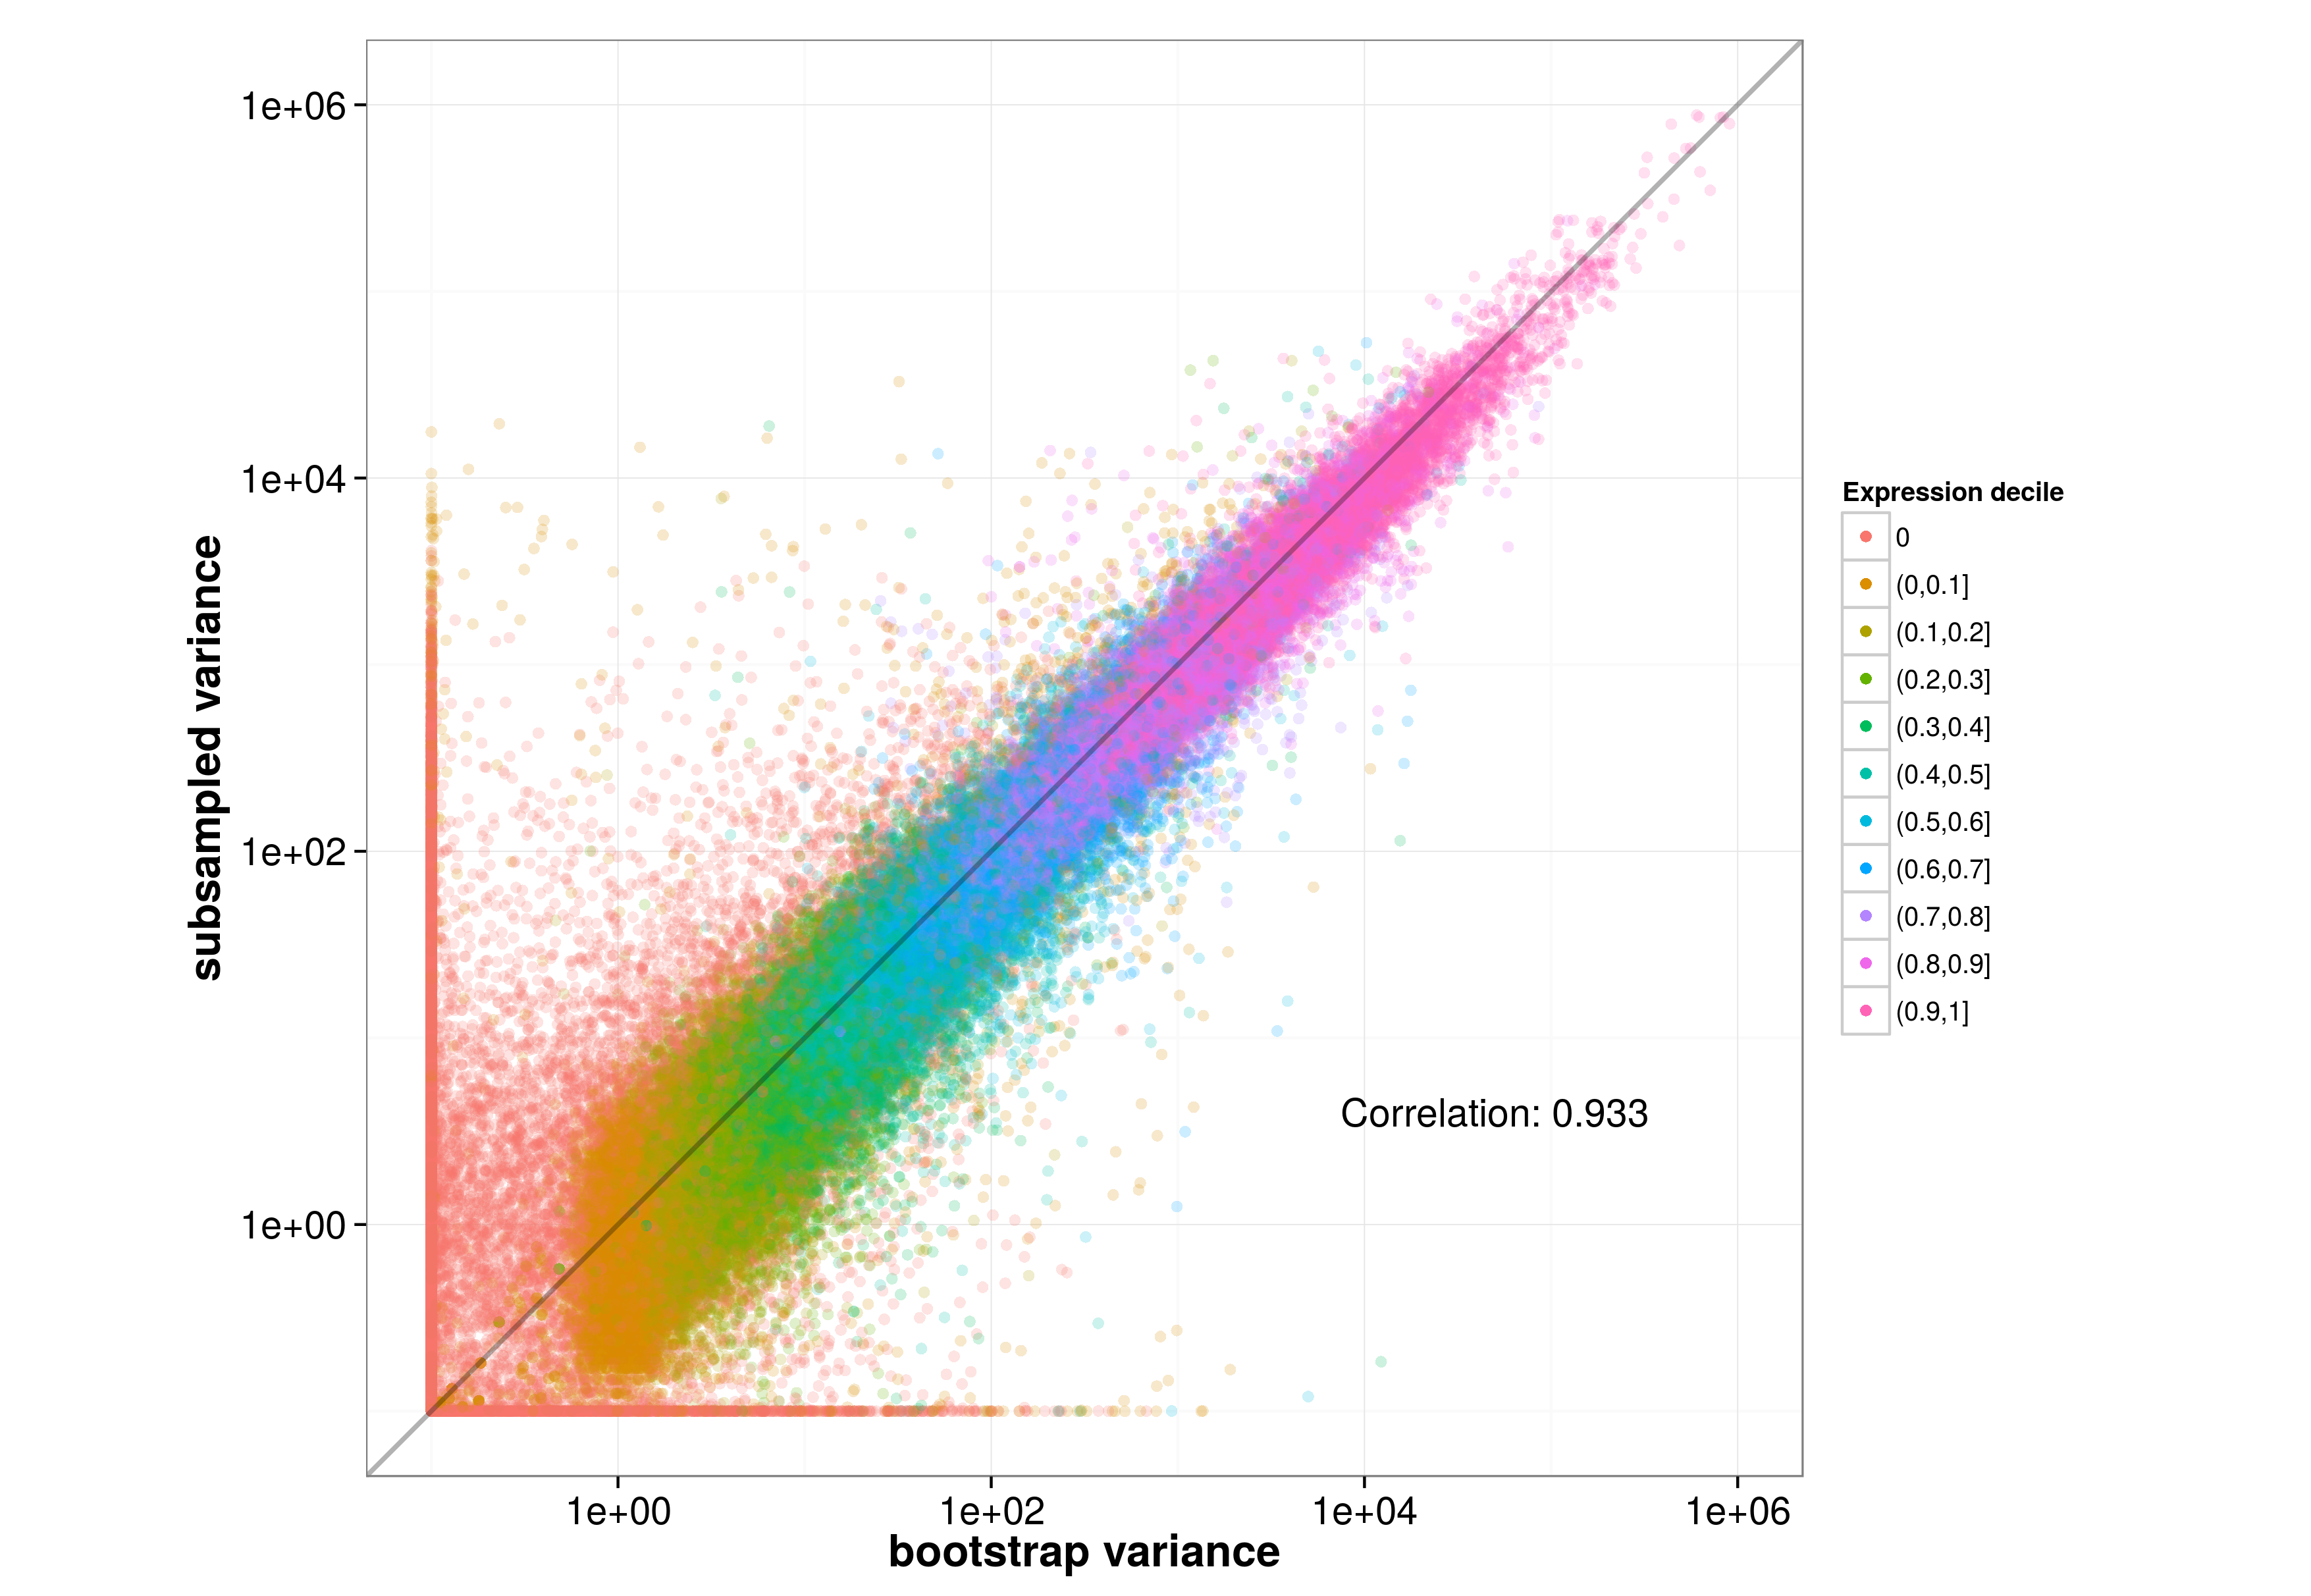 1e+06
1e+04
1e+02
1e+00
subsampled variance
1e+00 1e+02 1e+04 1e+06
bootstrap variance
Correlation: 0.933
Expression decile
0
(0,0.1]
(0.1,0.2]
(0.2,0.3]
(0.3,0.4]
(0.4,0.5]
(0.5,0.6]
(0.6,0.7]
(0.7,0.8]
(0.8,0.9]
(0.9,1]